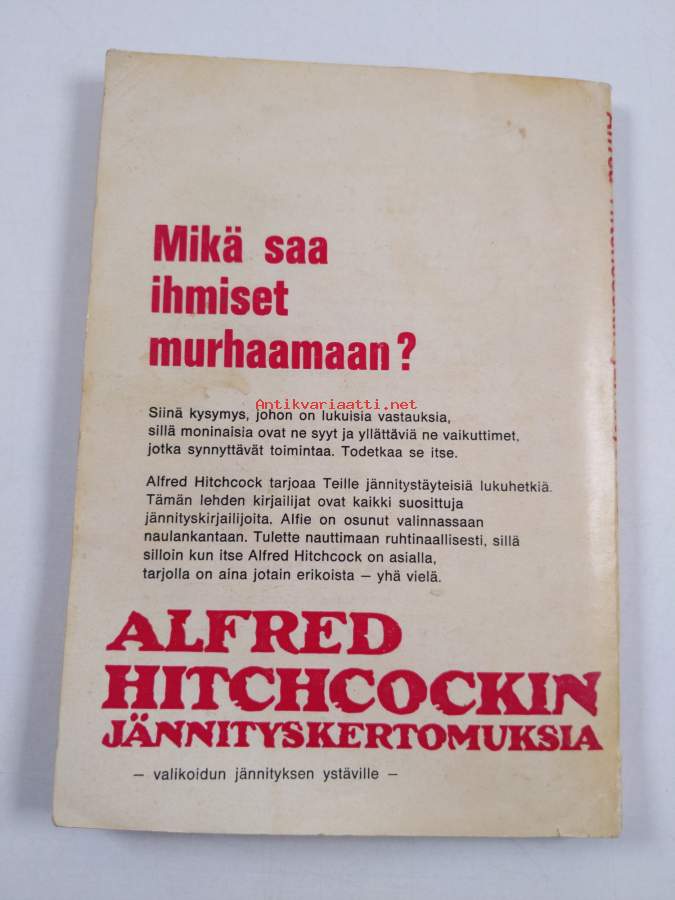 Mikä saa
ihmiset
murhaamaan?
Antikvariaatti.net
Siinä kysymys, johon on lukuisia vastauksia,
sillä moninaisia ovat ne syyt ja yllättäviä ne vaikuttimet,
jotka synnyttävät toimintaa. Todetkaa se itse.
Alfred Hitchcock tarjoaa Teille jännitystäyteisiä lukuhetkiä.
Tämän lehden kirjailijat ovat kaikki suosittuja
jännityskirjailijoita. Alfie on osunut valinnassaan
naulankantaan. Tulette nauttimaan ruhtinaallisesti, sillä
silloin kun itse Alfred Hitchcock on asialla,
tarjolla on aina jotain erikoista — yhä vielä.
ALFRED
HITCHCOCKIN
JÄNNITYSKERTOMUKSIA
— valikoidun jännityksen ystäville —